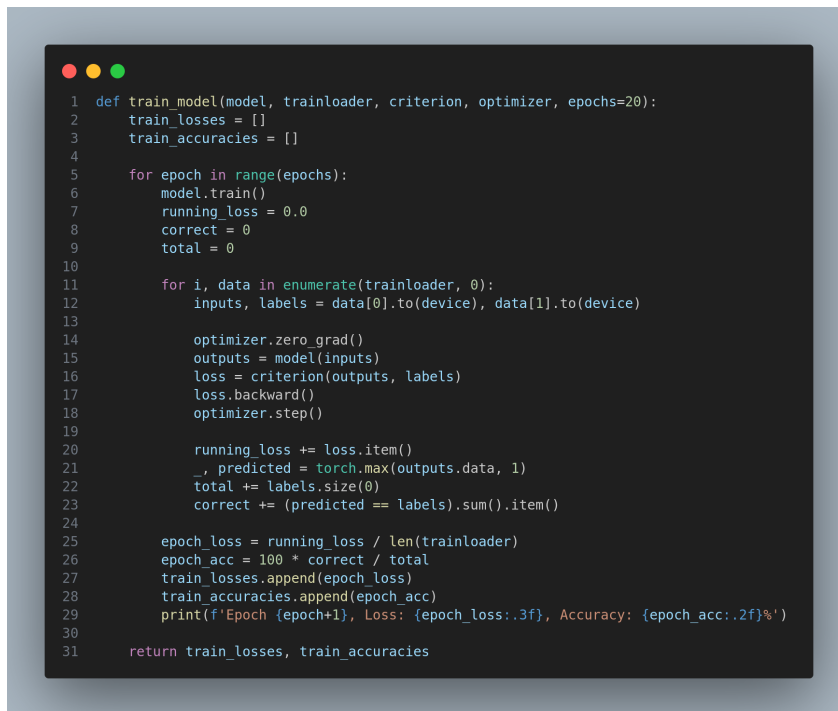 1 def train_model(model, trainloader, criterion, optimizer, epochs=20):
2     train_losses = []
3     train_accuracies = []
4
5     for epoch in range(epochs):
6         model.train()
7         running_loss = 0.0
8         correct = 0
9         total = 0
10
11         for i, data in enumerate(trainloader, 0):
12             inputs, labels = data[0].to(device), data[1].to(device)
13
14             optimizer.zero_grad()
15             outputs = model(inputs)
16             loss = criterion(outputs, labels)
17             loss.backward()
18             optimizer.step()
19
20             running_loss += loss.item()
21             _, predicted = torch.max(outputs.data, 1)
22             total += labels.size(0)
23             correct += (predicted == labels).sum().item()
24
25         epoch_loss = running_loss / len(trainloader)
26         epoch_acc = 100 * correct / total
27         train_losses.append(epoch_loss)
28         train_accuracies.append(epoch_acc)
29         print(f'Epoch {epoch+1}, Loss: {epoch_loss:.3f}, Accuracy: {epoch_acc:.2f}%')
30
31     return train_losses, train_accuracies